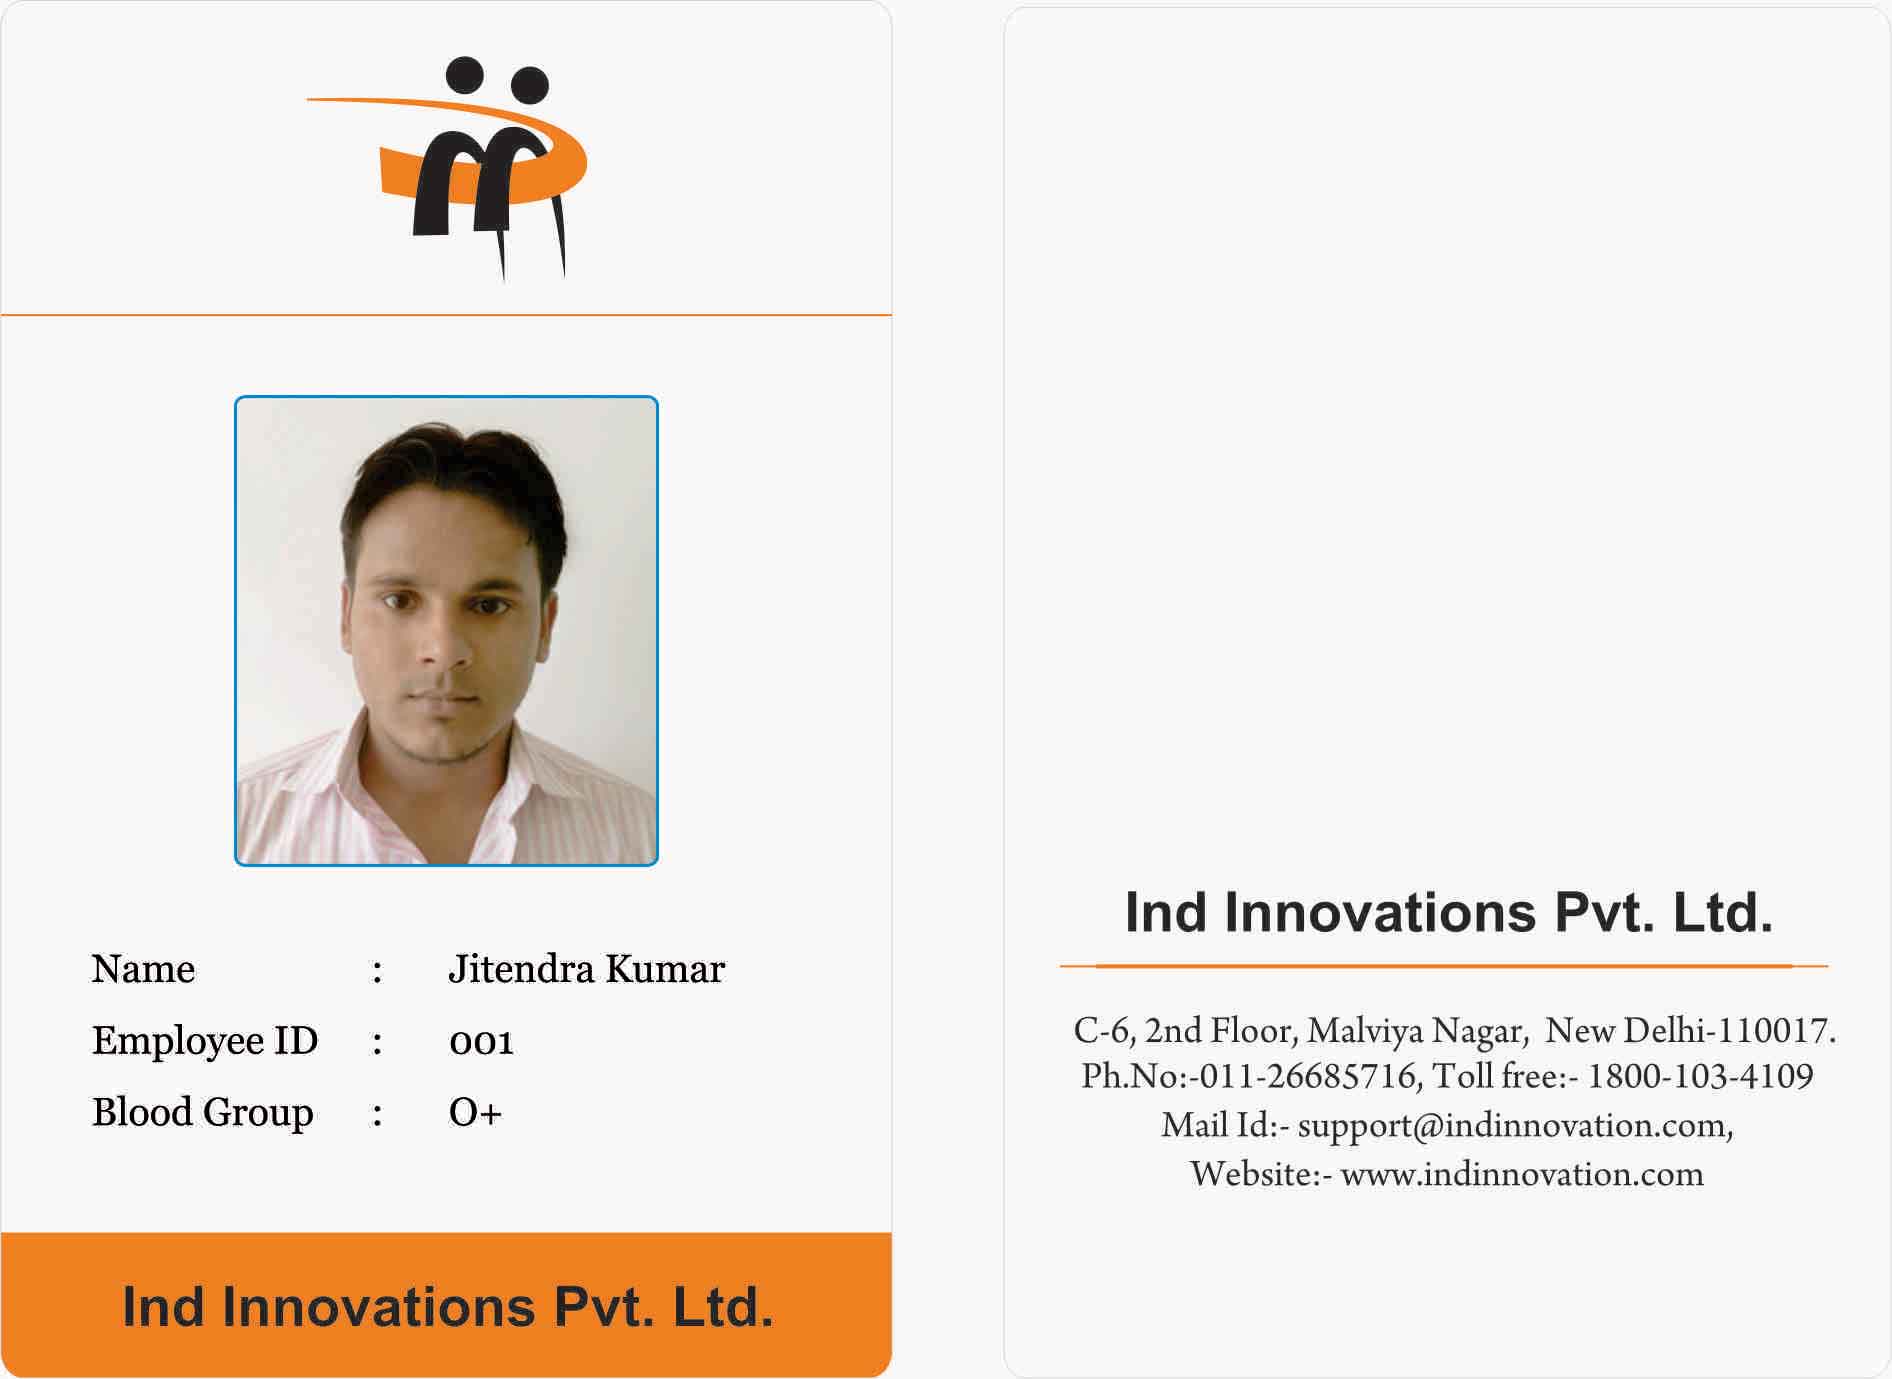 Name : Jitendra Kumar
Employee ID : 001
Blood Group : O+
Ind Innovations Pvt. Ltd.
Ind Innovations Pvt. Ltd.
C-6, 2nd Floor, Malviya Nagar, New Delhi-110017.
Ph.No:-011-26685716, Toll free:- 1800-103-4109
Mail Id:- support@indinnovation.com,
Website:- www.indinnovation.com